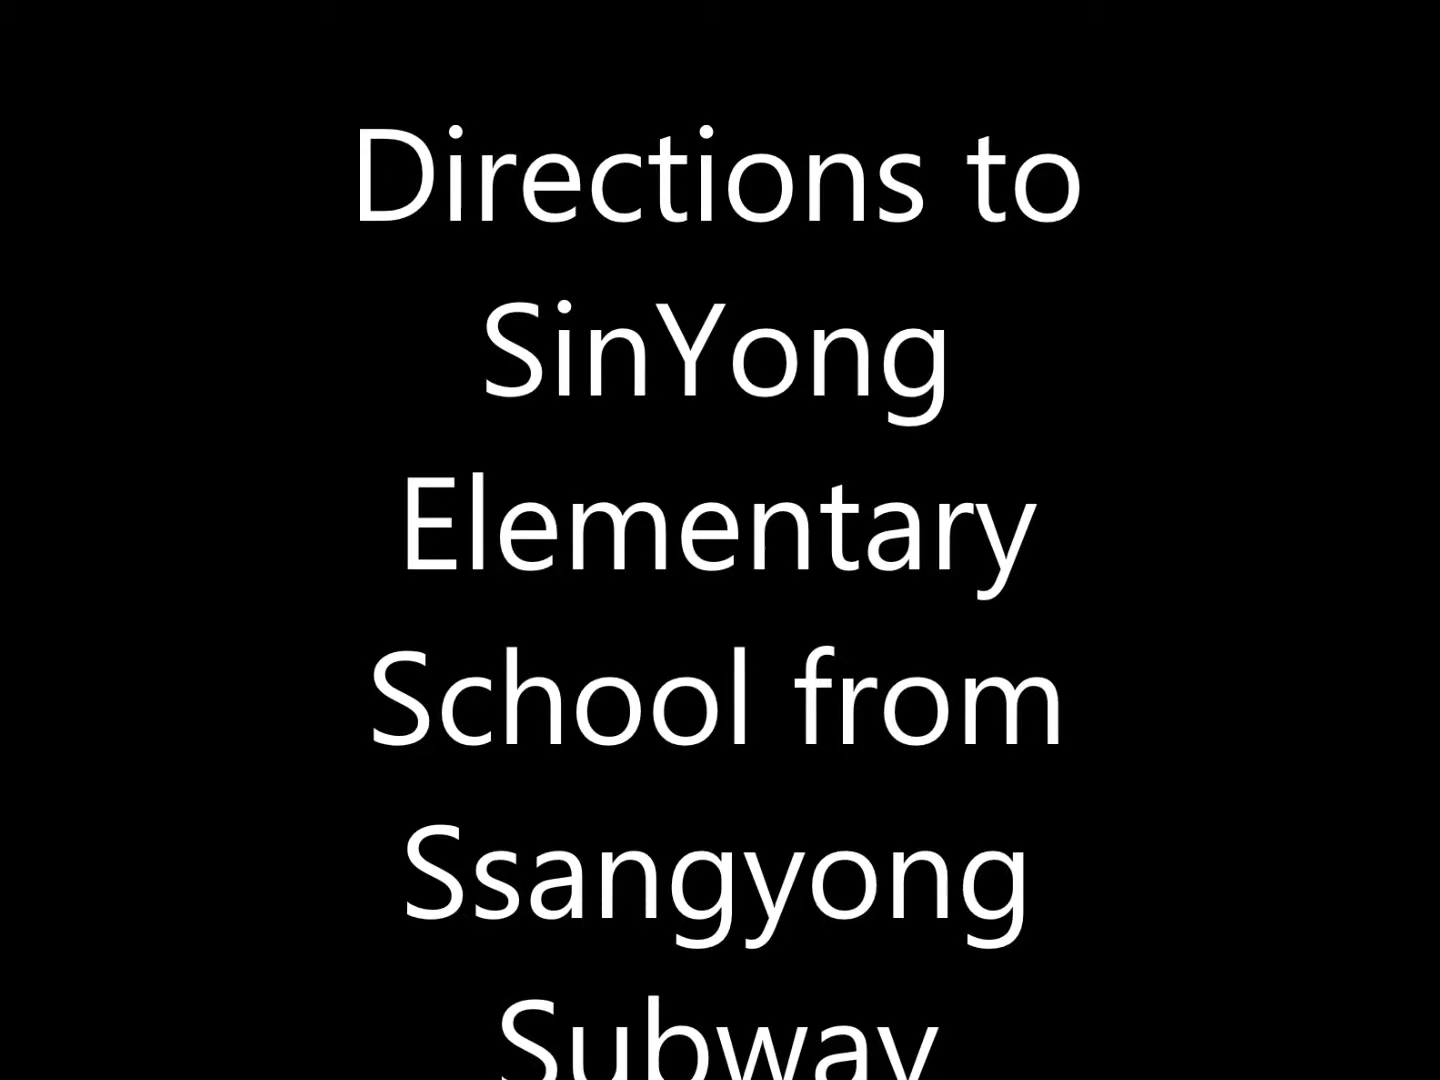 Directions to
SinYong
Elementary
School from
Ssangyong
Subway